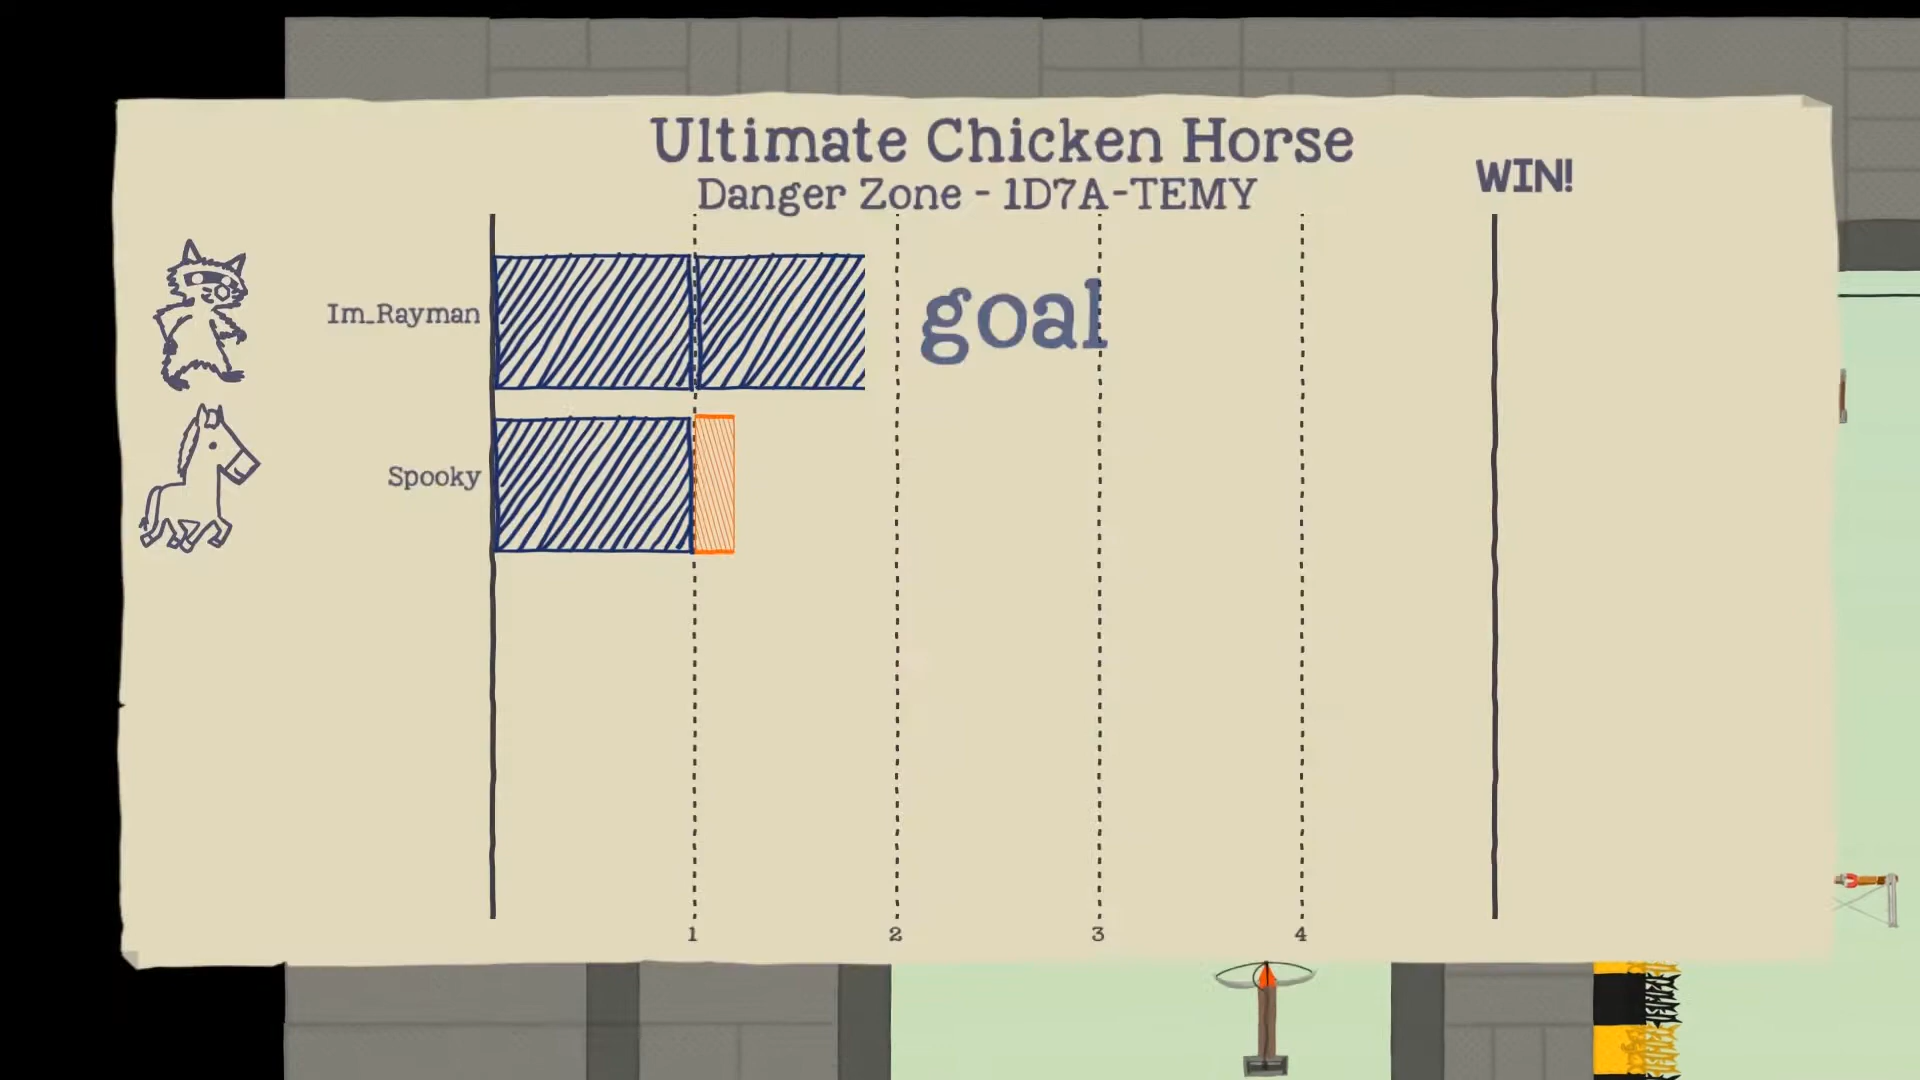 Ultimate Chicken Horse
Danger Zone - 1D7A-TEMY
WIN!
Im_Rayman
goal
Spooky
1
2
3
4